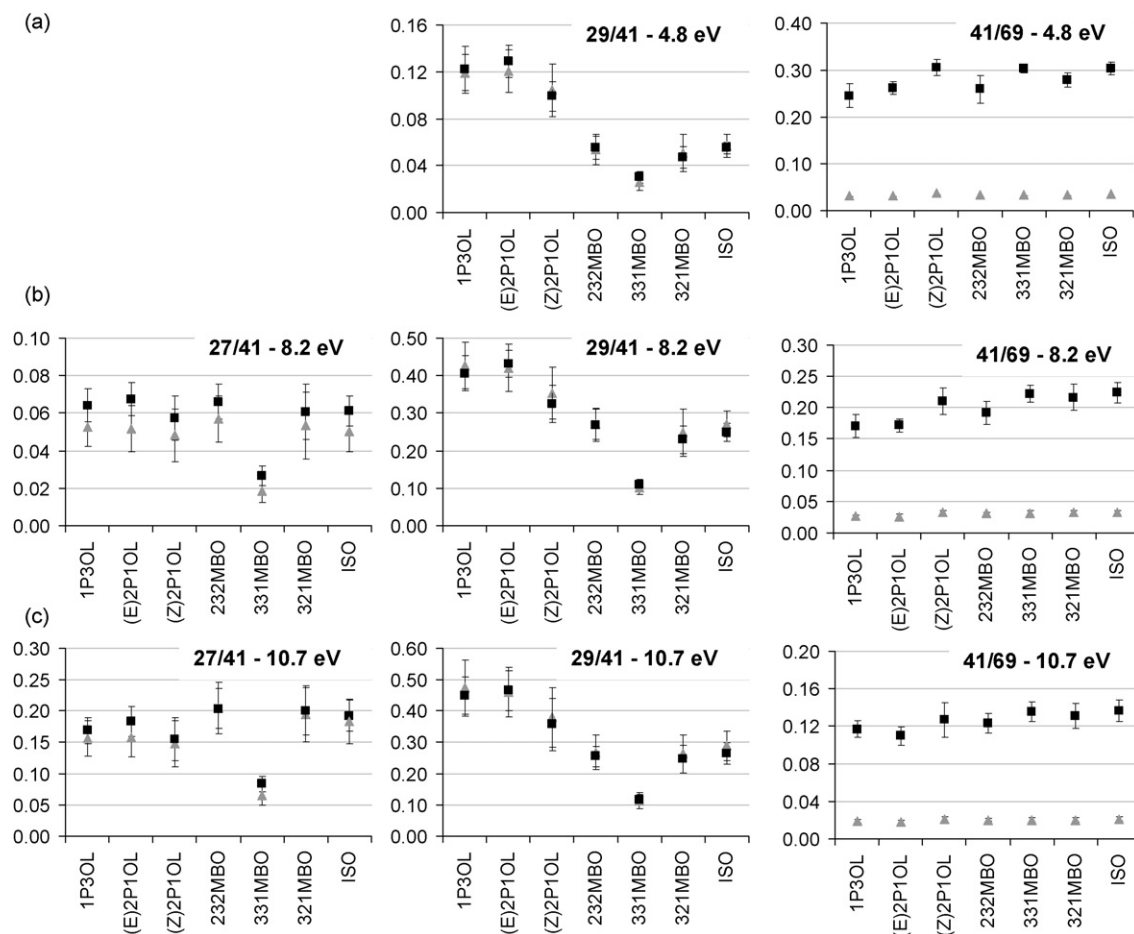 (a)
29/41 - 4.8 eV
0.16
0.12
0.08
0.04
0.00
1P3OL
(E)2P1OL
(Z)2P1OL
232MBO
331MBO
321MBO
ISO
41/69 - 4.8 eV
0.40
0.30
0.20
0.10
0.00
1P3OL
(E)2P1OL
(Z)2P1OL
232MBO
331MBO
321MBO
ISO
(b)
27/41 - 8.2 eV
0.10
0.08
0.06
0.04
0.02
0.00
1P3OL
(E)2P1OL
(Z)2P1OL
232MBO
331MBO
321MBO
ISO
29/41 - 8.2 eV
0.50
0.40
0.30
0.20
0.10
0.00
1P3OL
(E)2P1OL
(Z)2P1OL
232MBO
331MBO
321MBO
ISO
41/69 - 8.2 eV
0.30
0.25
0.20
0.15
0.10
0.05
0.00
1P3OL
(E)2P1OL
(Z)2P1OL
232MBO
331MBO
321MBO
ISO
(c)
27/41 - 10.7 eV
0.30
0.25
0.20
0.15
0.10
0.05
0.00
1P3OL
(E)2P1OL
(Z)2P1OL
232MBO
331MBO
321MBO
ISO
29/41 - 10.7 eV
0.60
0.50
0.40
0.30
0.20
0.10
0.00
1P3OL
(E)2P1OL
(Z)2P1OL
232MBO
331MBO
321MBO
ISO
41/69 - 10.7 eV
0.20
0.16
0.12
0.08
0.04
0.00
1P3OL
(E)2P1OL
(Z)2P1OL
232MBO
331MBO
321MBO
ISO